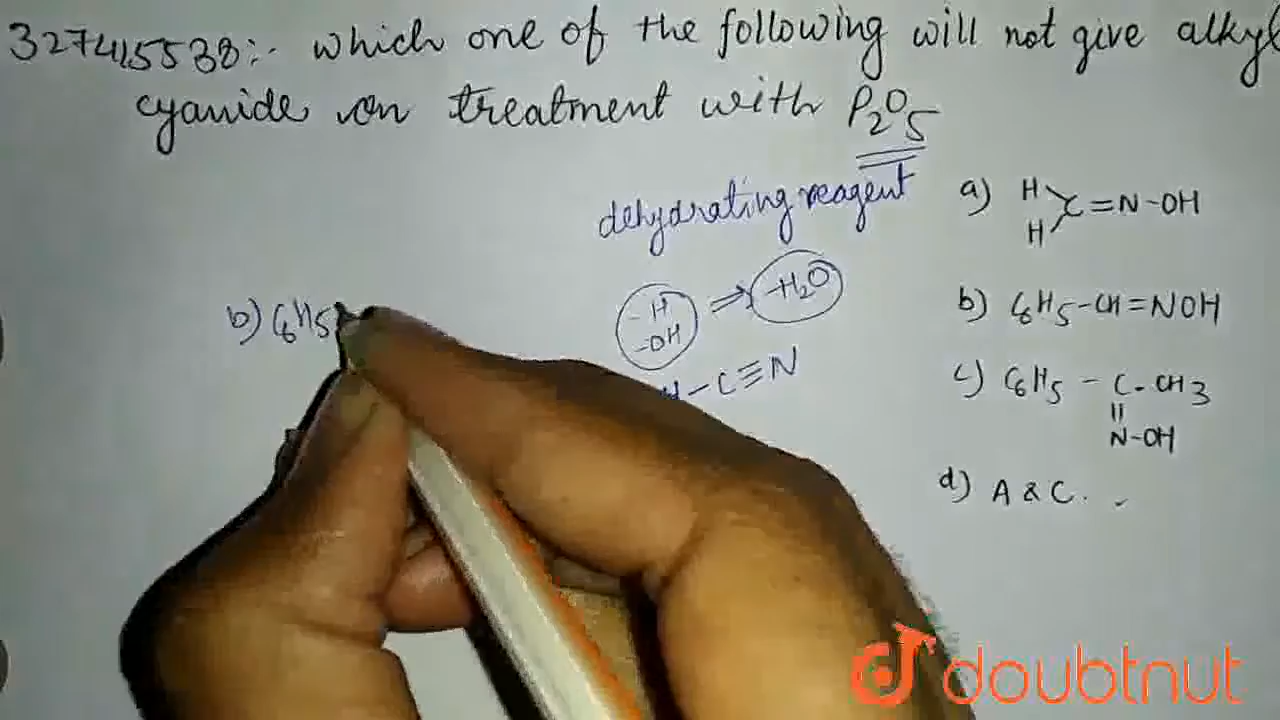 327415538:- which one of the following will not give alkyl
cyanide on treatment with P2O5
dehydrating reagent
a) H
C=N-OH
H
-H
-OH
⇒ -H2O
b) C6H5-CH=NOH
b) C6H5
-C≡N
c) C6H5 - C-CH3
||
N-OH
d) A & C.
doubtnut